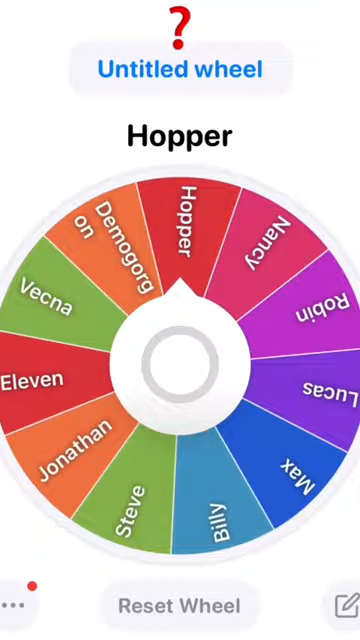 ❓
Untitled wheel
Hopper
Hopper
Nancy
Robin
Lucas
Max
Billy
Steve
Jonathan
Eleven
Vecna
Demogorg
on
Reset Wheel